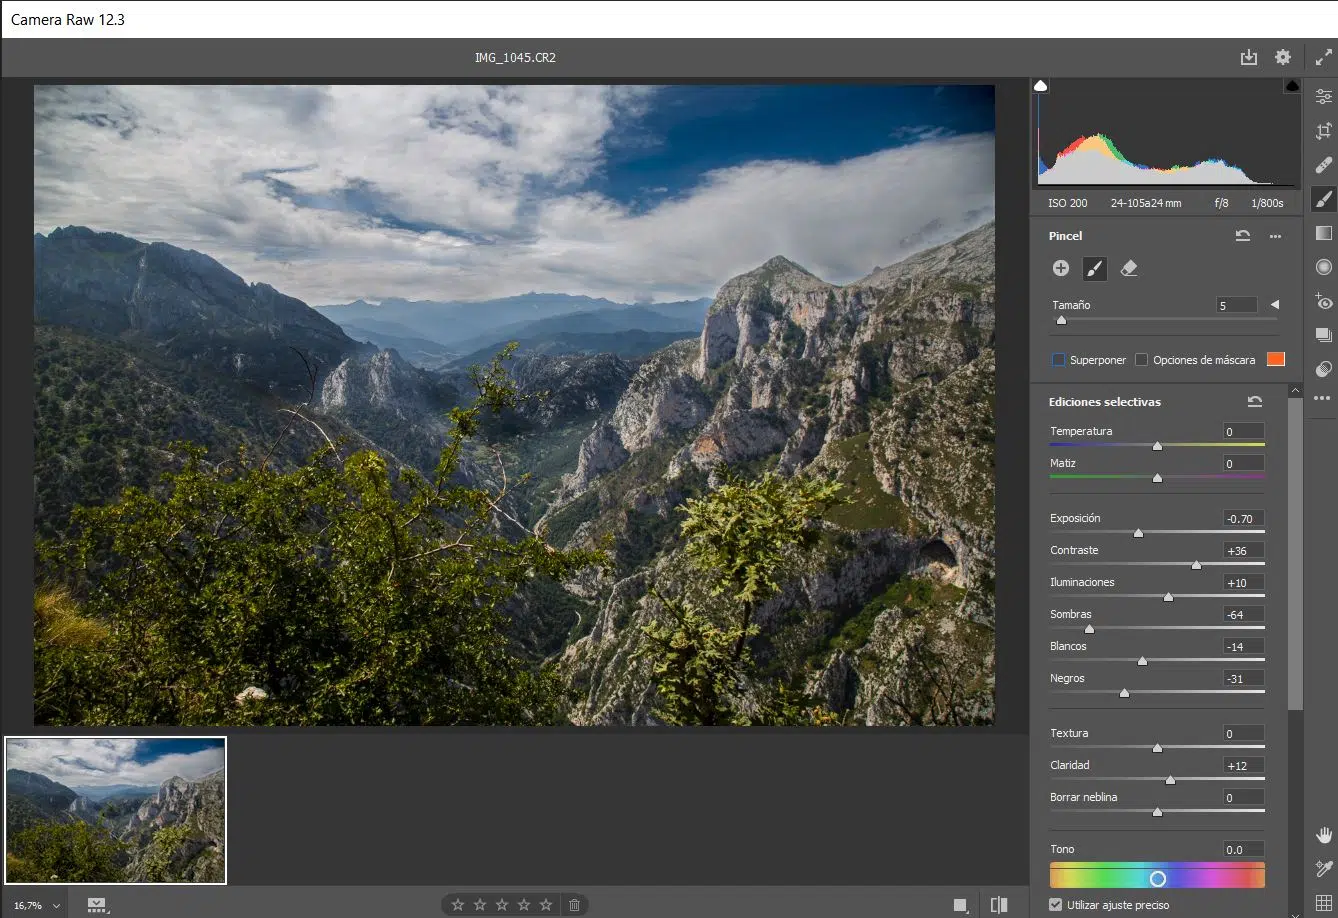 Camera Raw 12.3
IMG_1045.CR2
ISO 200 24-105a24 mm f/8 1/800s
Pincel
Tamaño 5
Superponer Opciones de máscara
Ediciones selectivas
Temperatura 0
Matiz 0
Exposición -0.70
Contraste +36
Iluminaciones +10
Sombras -64
Blancos -14
Negros -31
Textura 0
Claridad +12
Borrar neblina 0
Tono 0.0
Utilizar ajuste preciso
16,7%